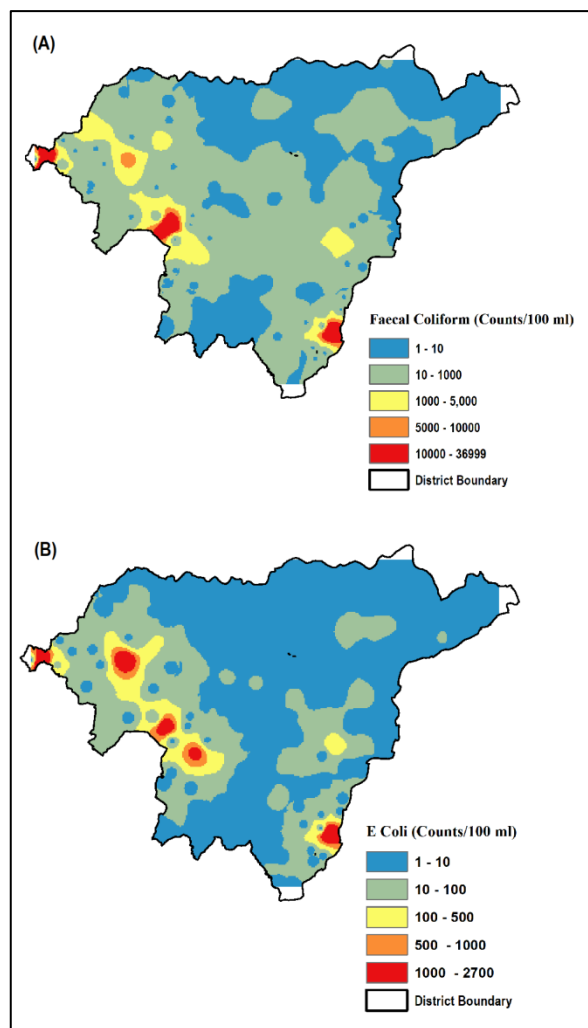 (A)
Faecal Coliform (Counts/100 ml)
1 - 10
10 - 1000
1000 - 5,000
5000 - 10000
10000 - 36999
District Boundary
(B)
E Coli (Counts/100 ml)
1 - 10
10 - 100
100 - 500
500 - 1000
1000 - 2700
District Boundary